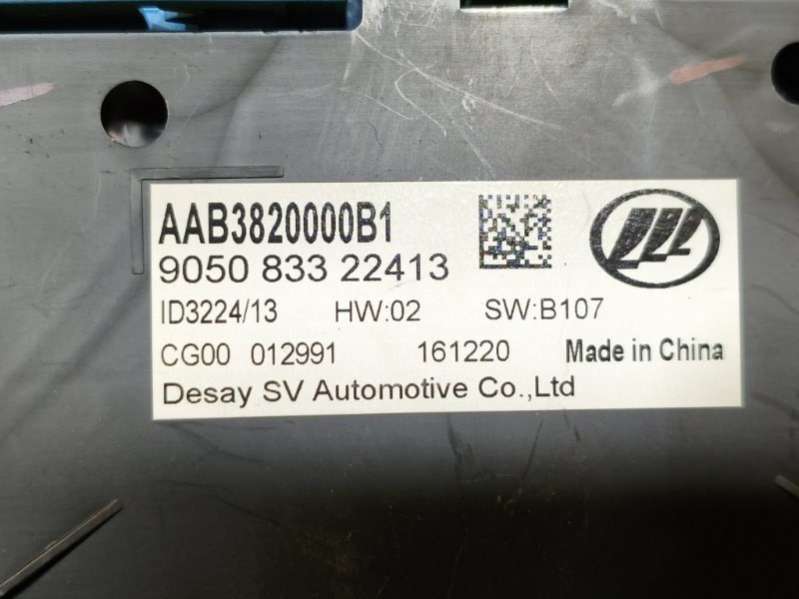 AAB3820000B1
9050 833 22413
ID3224/13 HW:02 SW:B107
CG00 012991 161220 Made in China
Desay SV Automotive Co.,Ltd